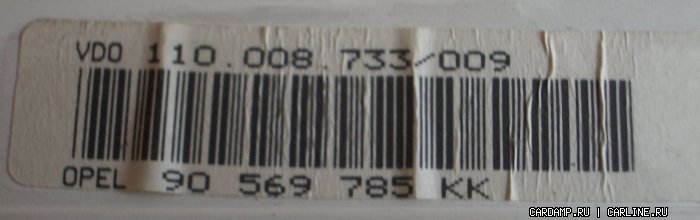 VDO 110.008.733/009
OPEL 90 569 785 KK
CARDAMP.RU | CARLINE.RU